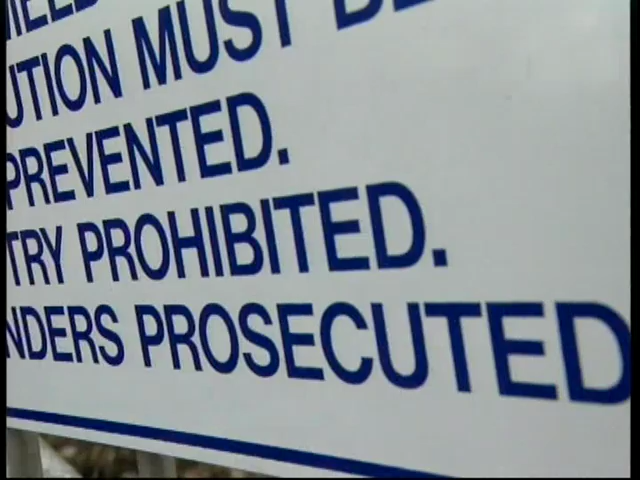 UTION MUST BE
PREVENTED.
TRY PROHIBITED.
NDERS PROSECUTED